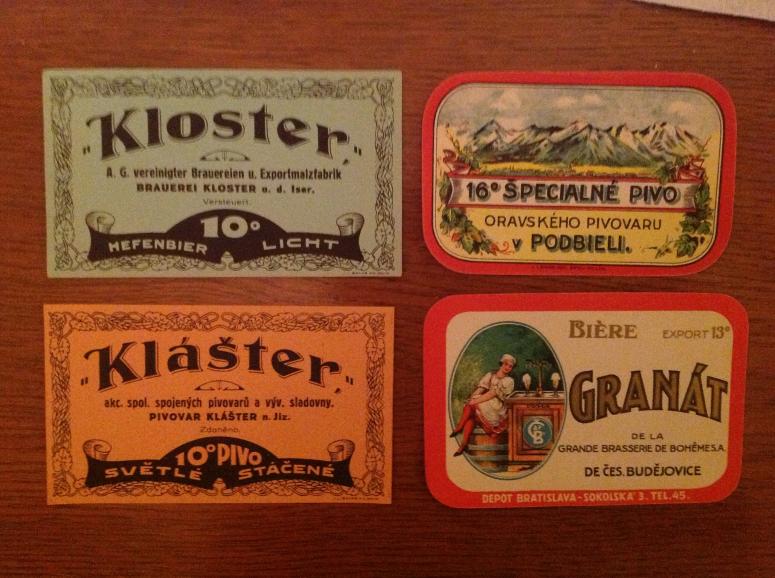 "Kloster"
A. G. vereinigter Brauereien u. Exportmalzfabrik
BRAUEREI KLOSTER a. d. Iser.
Versteuert.
10°
HEFENBIER LICHT
16° ŠPECIALNÉ PIVO
ORAVSKÉHO PIVOVARU
V PODBIELI.
"Klášter"
akc. spol. spojených pivovarů a výv. sladovny.
PIVOVAR KLÁŠTER n. Jiz.
Zdaněno.
10° PIVO
SVĚTLÉ STÁČENÉ
BIÈRE EXPORT 13°
GRANÁT
DE LA
GRANDE BRASSERIE DE BOHÊME S.A.
DE ČES. BUDĚJOVICE
DEPOT BRATISLAVA - SOKOLSKÁ 3. TEL. 45.